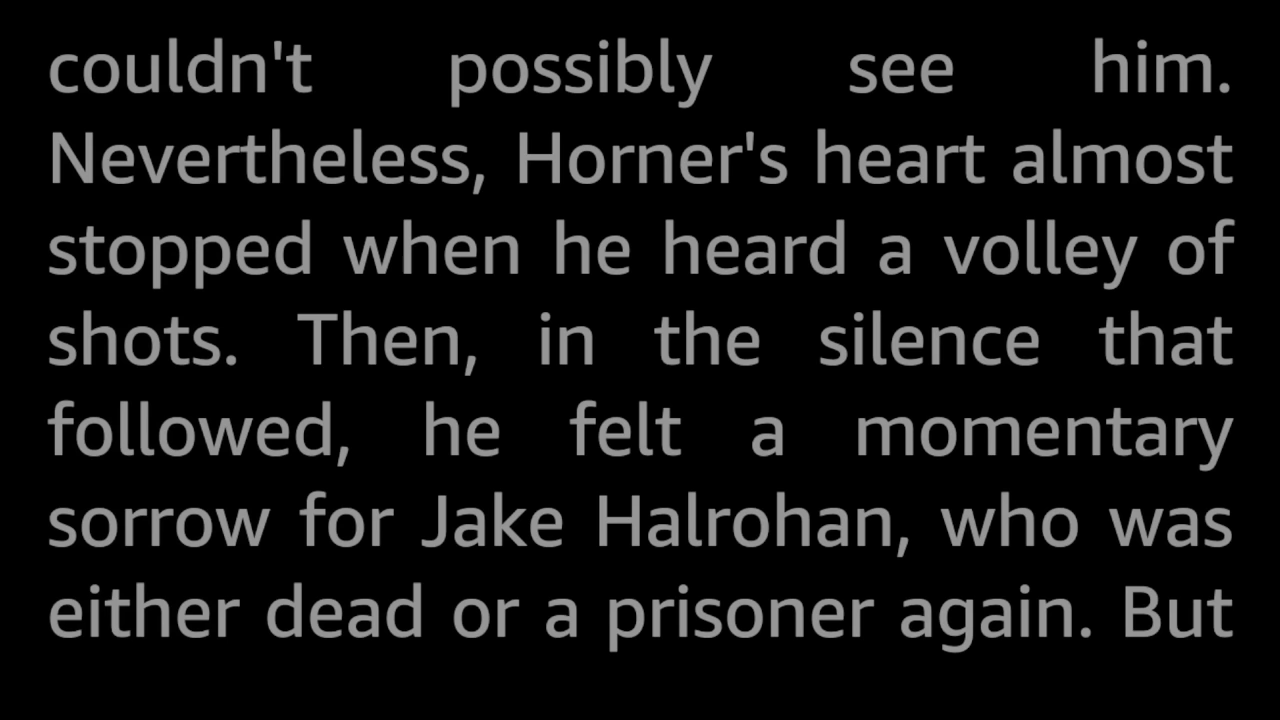 couldn't possibly see him.
Nevertheless, Horner's heart almost
stopped when he heard a volley of
shots. Then, in the silence that
followed, he felt a momentary
sorrow for Jake Halrohan, who was
either dead or a prisoner again. But